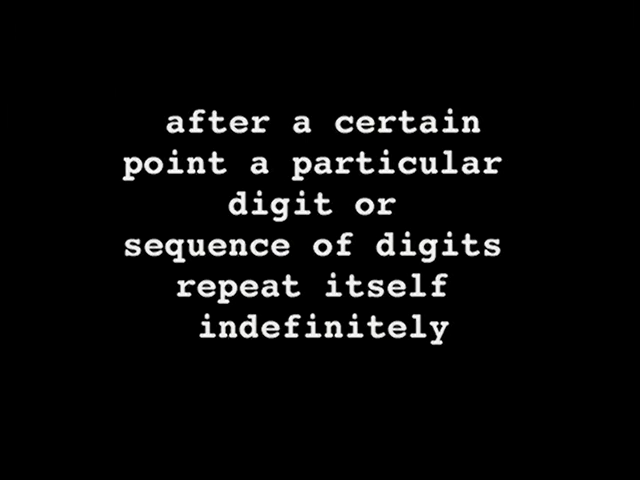 after a certain
point a particular
digit or
sequence of digits
repeat itself
indefinitely